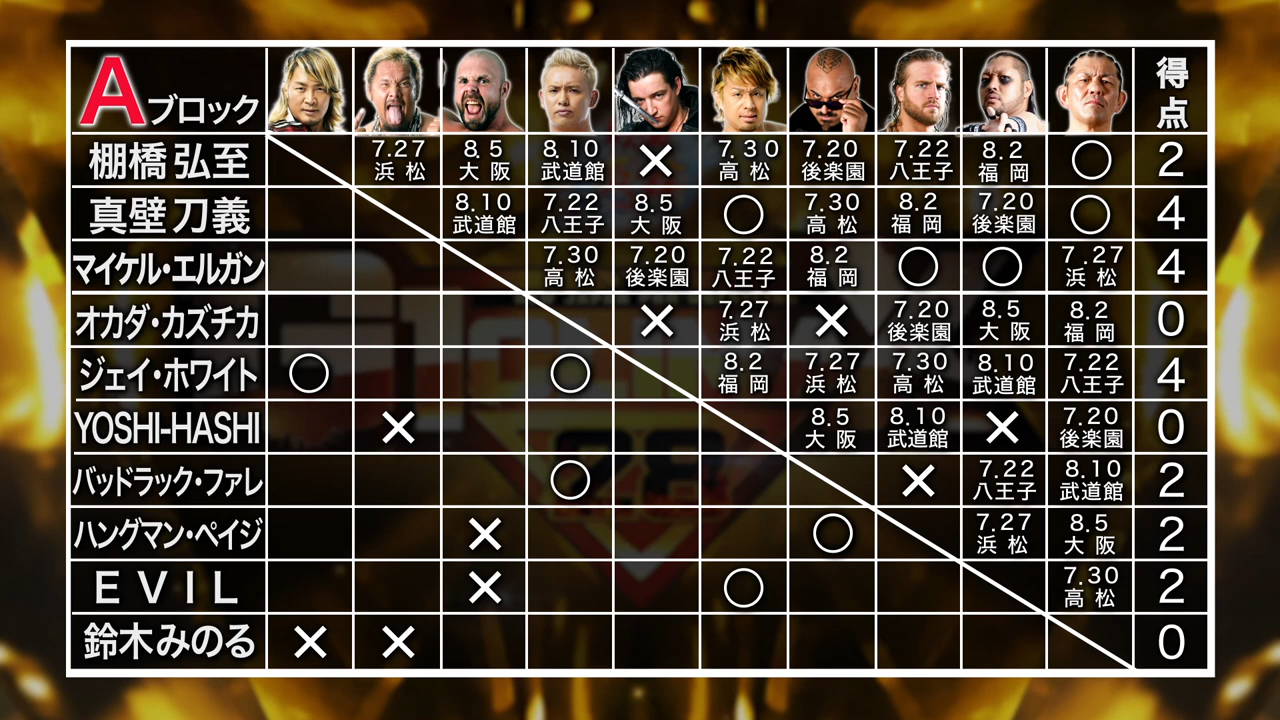 Aブロック 得点
棚橋弘至 7.27 浜松 8.5 大阪 8.10 武道館 × 7.30 高松 7.20 後楽園 7.22 八王子 8.2 福岡 ○ 2
真壁刀義 8.10 武道館 7.22 八王子 8.5 大阪 ○ 7.30 高松 8.2 福岡 7.20 後楽園 ○ 4
マイケル・エルガン 7.30 高松 7.20 後楽園 7.22 八王子 8.2 福岡 ○ ○ 7.27 浜松 4
オカダ・カズチカ × 7.27 浜松 × 7.20 後楽園 8.5 大阪 8.2 福岡 0
ジェイ・ホワイト ○ ○ 8.2 福岡 7.27 浜松 7.30 高松 8.10 武道館 7.22 八王子 4
YOSHI-HASHI × 8.5 大阪 8.10 武道館 × 7.20 後楽園 0
バッドラック・ファレ ○ × 7.22 八王子 8.10 武道館 2
ハングマン・ペイジ × ○ 7.27 浜松 8.5 大阪 2
EVIL × ○ 7.30 高松 2
鈴木みのる × × 0